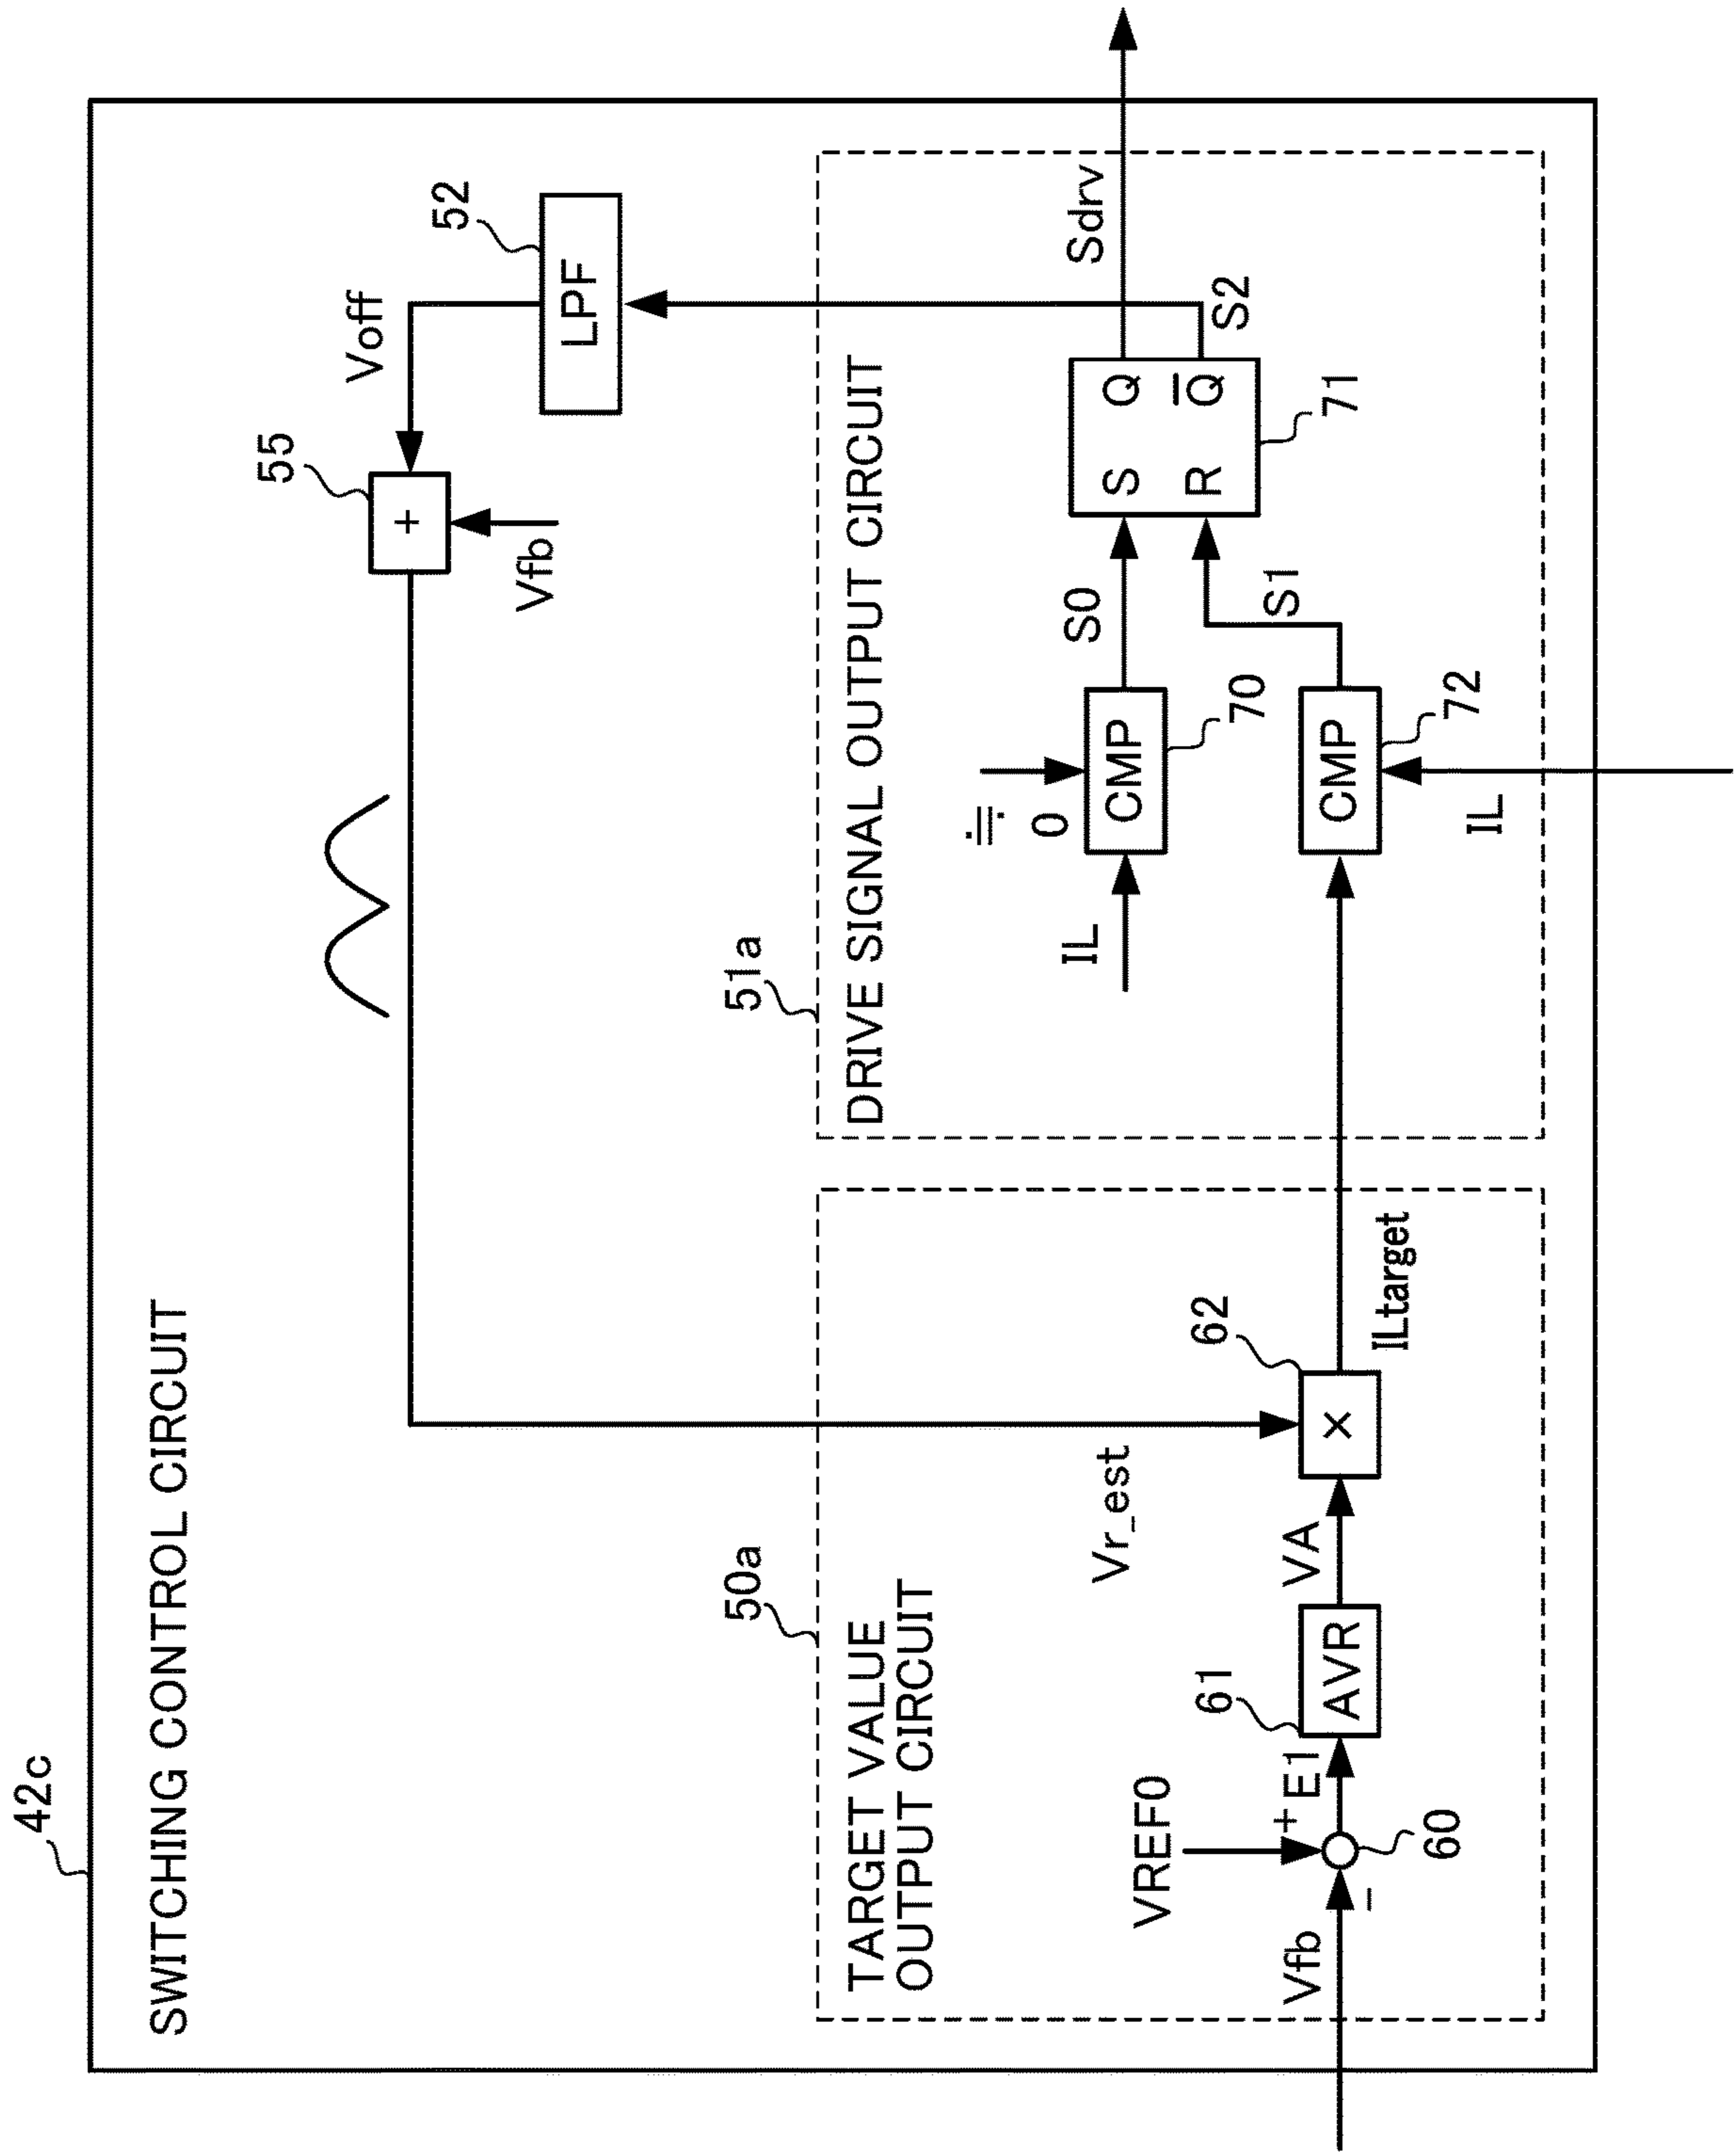 42c
SWITCHING CONTROL CIRCUIT
55
+
Vfb
Voff
52
LPF
50a
TARGET VALUE
OUTPUT CIRCUIT
VREF0
+
Vfb
−
60
E1
61
AVR
VA
Vr_est
62
×
ILtarget
51a
DRIVE SIGNAL OUTPUT CIRCUIT
IL
≒
0
CMP
70
S0
CMP
72
IL
S1
S Q
R Q̅
71
Sdrv
S2